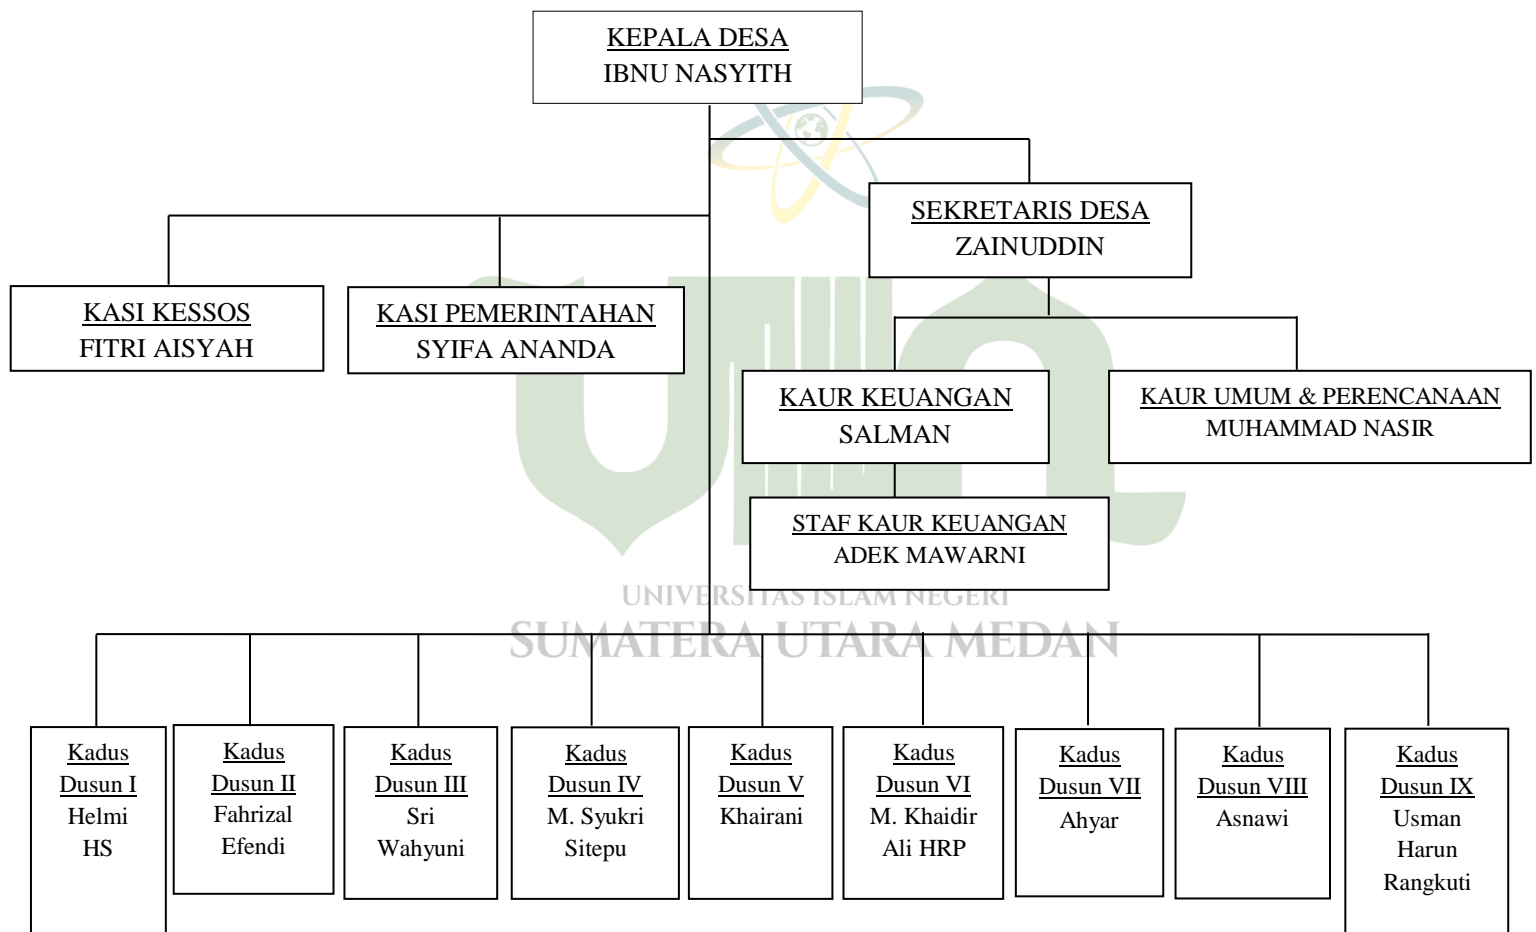 KEPALA DESA
IBNU NASYITH
SEKRETARIS DESA
ZAINUDDIN
KASI KESSOS
FITRI AISYAH
KASI PEMERINTAHAN
SYIFA ANANDA
KAUR KEUANGAN
SALMAN
KAUR UMUM & PERENCANAAN
MUHAMMAD NASIR
STAF KAUR KEUANGAN
ADEK MAWARNI
UNIVERSITAS ISLAM NEGERI
SUMATERA UTARA MEDAN
Kadus
Dusun I
Helmi
HS
Kadus
Dusun II
Fahrizal
Efendi
Kadus
Dusun III
Sri
Wahyuni
Kadus
Dusun IV
M. Syukri
Sitepu
Kadus
Dusun V
Khairani
Kadus
Dusun VI
M. Khaidir
Ali HRP
Kadus
Dusun VII
Ahyar
Kadus
Dusun VIII
Asnawi
Kadus
Dusun IX
Usman
Harun
Rangkuti